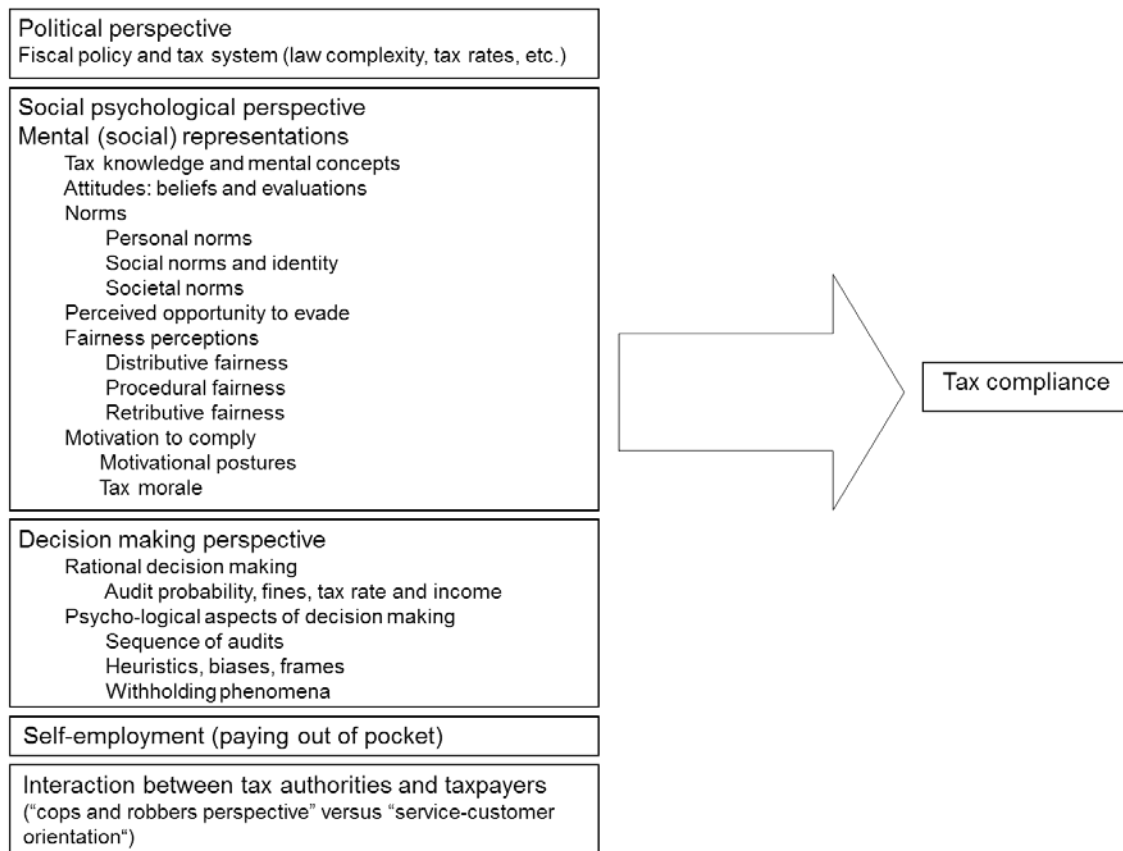 Political perspective
Fiscal policy and tax system (law complexity, tax rates, etc.)
Social psychological perspective
Mental (social) representations
Tax knowledge and mental concepts
Attitudes: beliefs and evaluations
Norms
Personal norms
Social norms and identity
Societal norms
Perceived opportunity to evade
Fairness perceptions
Distributive fairness
Procedural fairness
Retributive fairness
Motivation to comply
Motivational postures
Tax morale
Decision making perspective
Rational decision making
Audit probability, fines, tax rate and income
Psycho-logical aspects of decision making
Sequence of audits
Heuristics, biases, frames
Withholding phenomena
Self-employment (paying out of pocket)
Interaction between tax authorities and taxpayers
(“cops and robbers perspective” versus “service-customer
orientation“)
Tax compliance